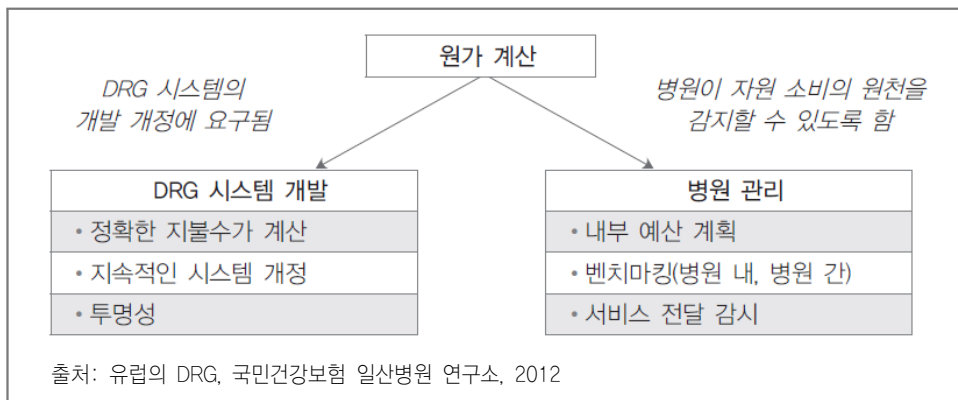 원가 계산
DRG 시스템의
개발 개정에 요구됨
병원이 자원 소비의 원천을
감지할 수 있도록 함
DRG 시스템 개발
• 정확한 지불수가 계산
• 지속적인 시스템 개정
• 투명성
병원 관리
• 내부 예산 계획
• 벤치마킹(병원 내, 병원 간)
• 서비스 전달 감시
출처: 유럽의 DRG, 국민건강보험 일산병원 연구소, 2012